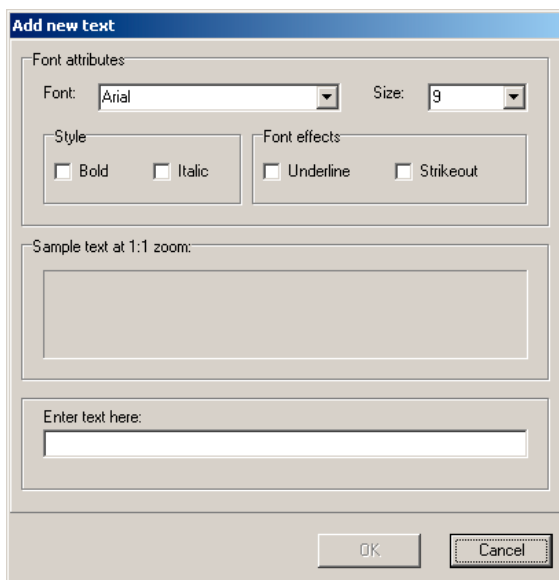 Add new text
Font attributes
Font: Arial Size: 9
Style Font effects
Bold Italic Underline Strikeout
Sample text at 1:1 zoom:
Enter text here:
OK Cancel